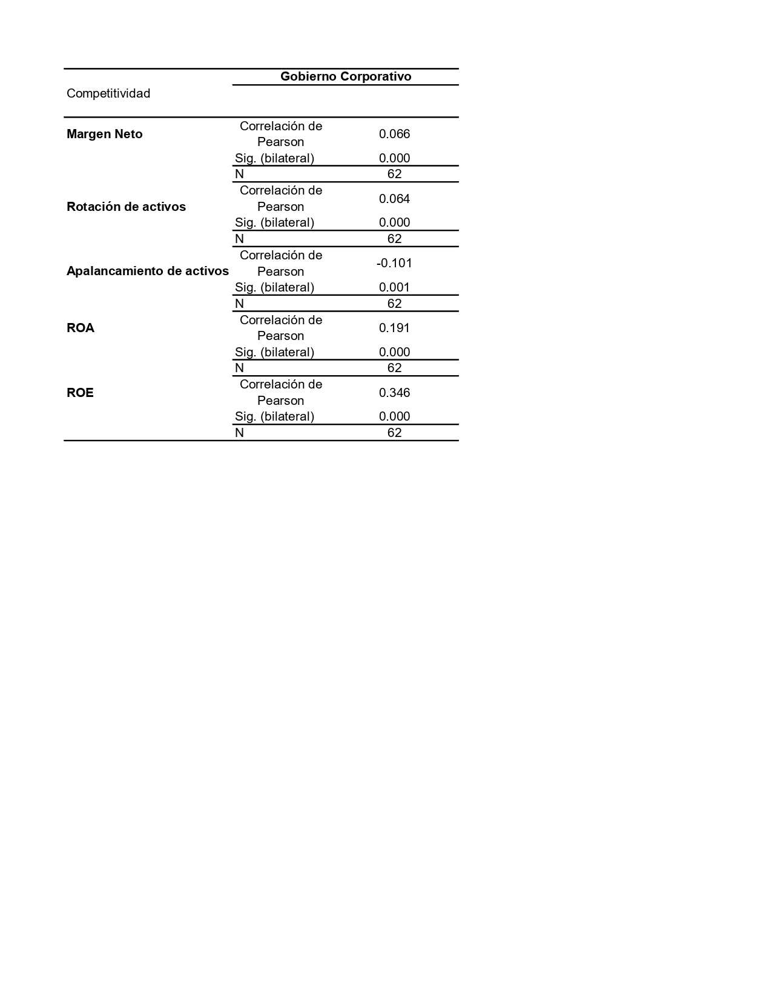 Gobierno Corporativo
Competitividad
Margen Neto
Correlación de
Pearson
0.066
Sig. (bilateral) 0.000
N 62
Rotación de activos
Correlación de
Pearson
0.064
Sig. (bilateral) 0.000
N 62
Apalancamiento de activos
Correlación de
Pearson
-0.101
Sig. (bilateral) 0.001
N 62
ROA
Correlación de
Pearson
0.191
Sig. (bilateral) 0.000
N 62
ROE
Correlación de
Pearson
0.346
Sig. (bilateral) 0.000
N 62